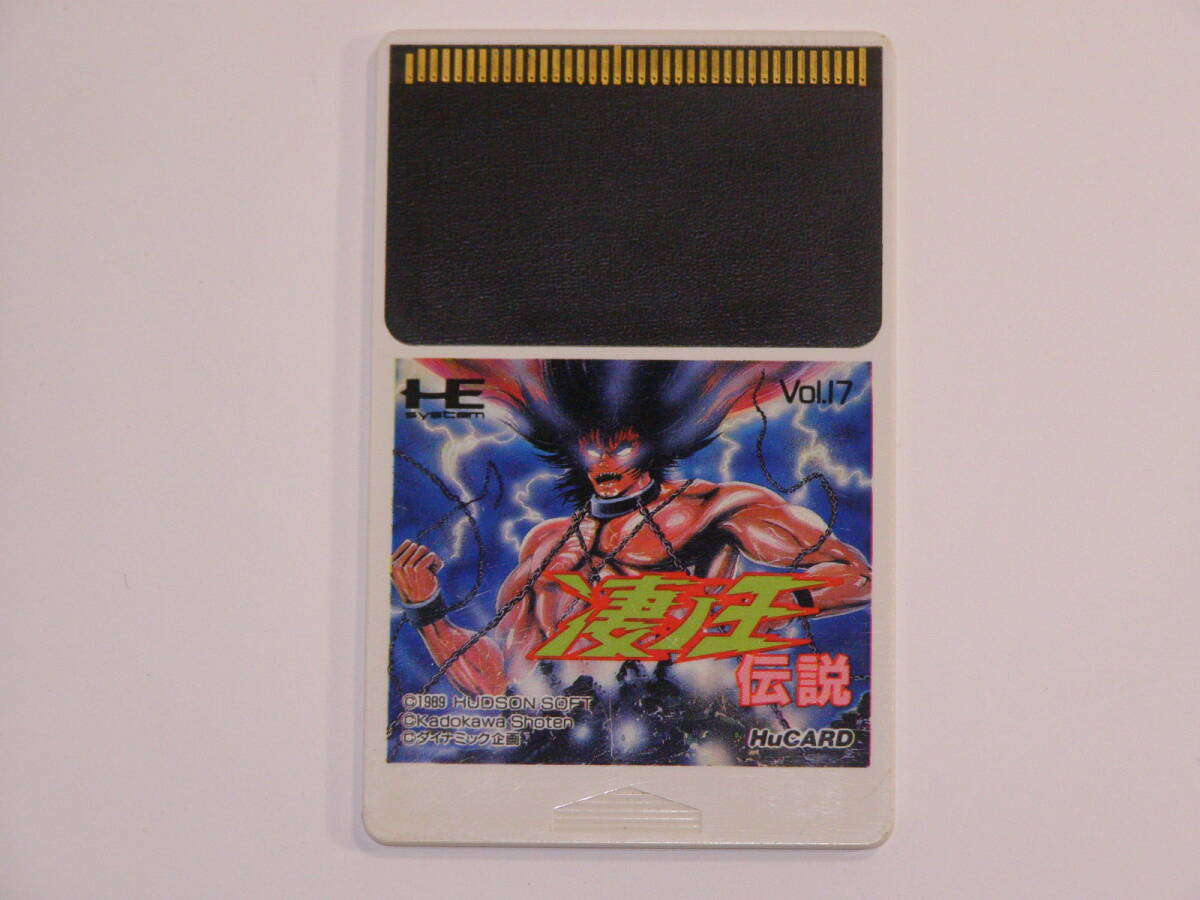 HE
system
Vol.17
凄ノ王
伝説
©1989 HUDSON SOFT
©Kadokawa Shoten
©ダイナミック企画
HuCARD